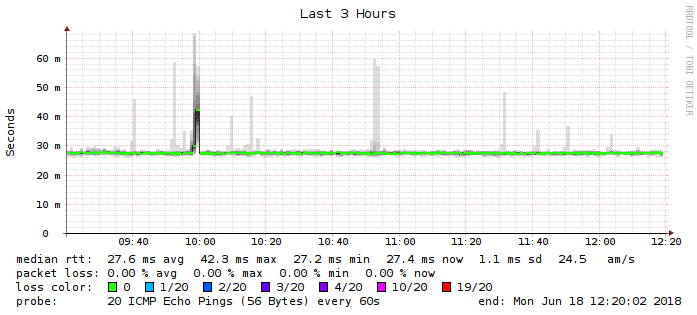 Last 3 Hours
RRDTOOL / TOBI OETIKER
Seconds
60 m
50 m
40 m
30 m
20 m
10 m
0
09:40 10:00 10:20 10:40 11:00 11:20 11:40 12:00 12:20
median rtt: 27.6 ms avg 42.3 ms max 27.2 ms min 27.4 ms now 1.1 ms sd 24.5 am/s
packet loss: 0.00 % avg 0.00 % max 0.00 % min 0.00 % now
loss color: 0 1/20 2/20 3/20 4/20 10/20 19/20
probe: 20 ICMP Echo Pings (56 Bytes) every 60s end: Mon Jun 18 12:20:02 2018